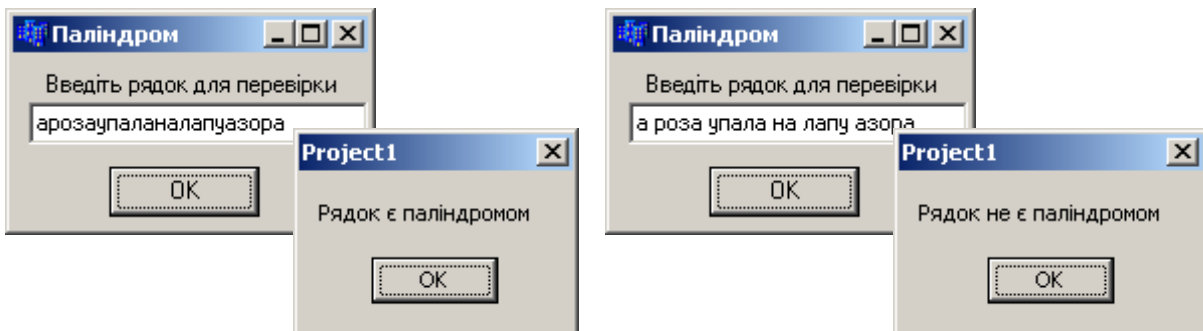 Паліндром
Введіть рядок для перевірки
арозаупаланалапуазора
OK
Project1
Рядок є паліндромом
OK
Паліндром
Введіть рядок для перевірки
а роза упала на лапу азора
OK
Project1
Рядок не є паліндромом
OK